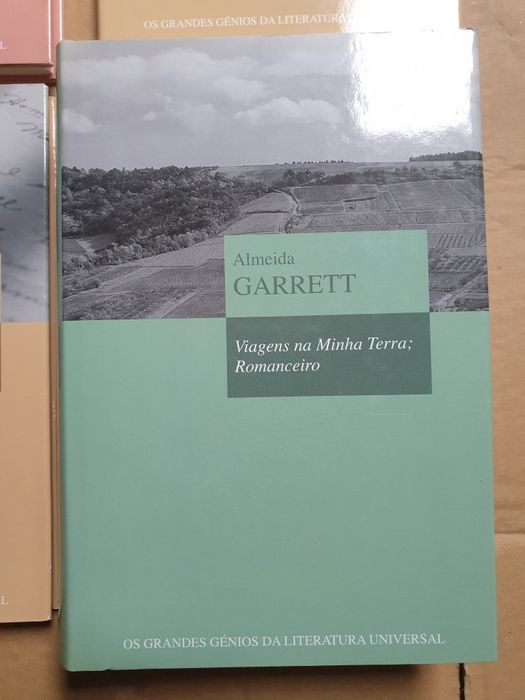 OS GRANDES GÉNIOS DA LITERATURA
Almeida
GARRETT
Viagens na Minha Terra;
Romanceiro
OS GRANDES GÉNIOS DA LITERATURA UNIVERSAL